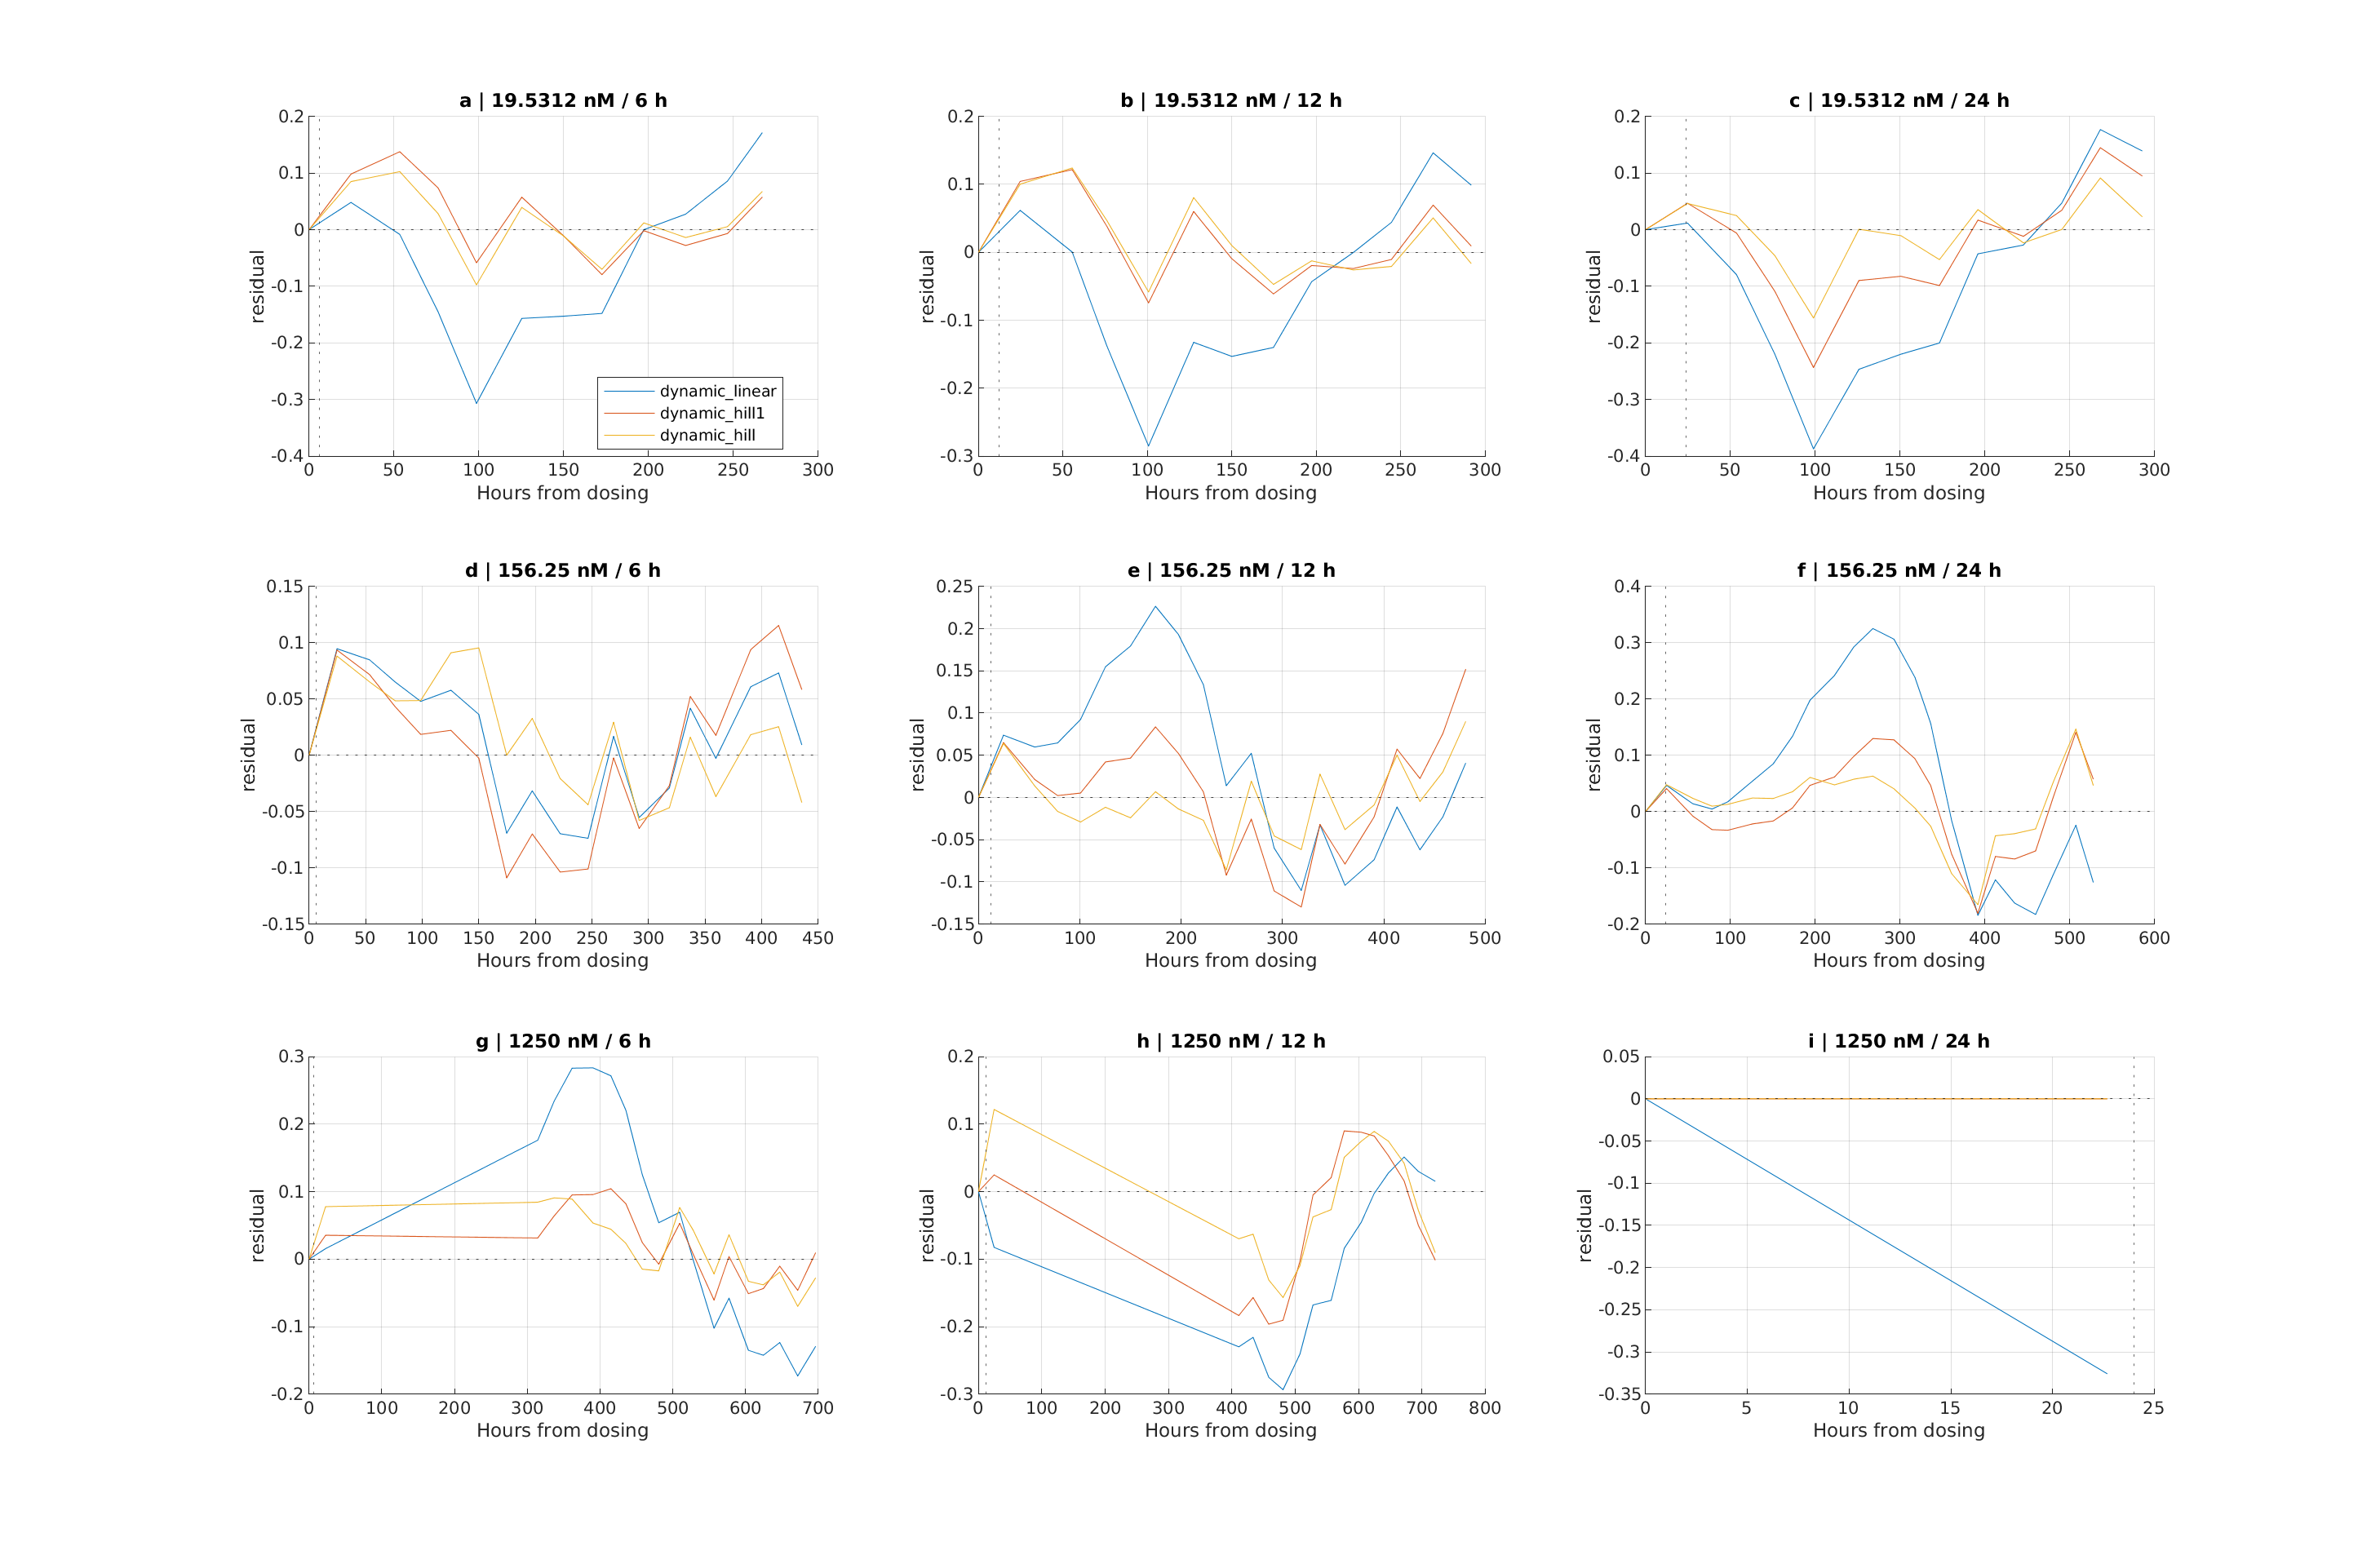 a | 19.5312 nM / 6 h
0.2
0.1
0
-0.1
-0.2
-0.3
-0.4
residual
dynamic_linear
dynamic_hill1
dynamic_hill
0 50 100 150 200 250 300
Hours from dosing
b | 19.5312 nM / 12 h
0.2
0.1
0
-0.1
-0.2
-0.3
residual
0 50 100 150 200 250 300
Hours from dosing
c | 19.5312 nM / 24 h
0.2
0.1
0
-0.1
-0.2
-0.3
-0.4
residual
0 50 100 150 200 250 300
Hours from dosing
d | 156.25 nM / 6 h
0.15
0.1
0.05
0
-0.05
-0.1
-0.15
residual
0 50 100 150 200 250 300 350 400 450
Hours from dosing
e | 156.25 nM / 12 h
0.25
0.2
0.15
0.1
0.05
0
-0.05
-0.1
-0.15
residual
0 100 200 300 400 500
Hours from dosing
f | 156.25 nM / 24 h
0.4
0.3
0.2
0.1
0
-0.1
-0.2
residual
0 100 200 300 400 500 600
Hours from dosing
g | 1250 nM / 6 h
0.3
0.2
0.1
0
-0.1
-0.2
residual
0 100 200 300 400 500 600 700
Hours from dosing
h | 1250 nM / 12 h
0.2
0.1
0
-0.1
-0.2
-0.3
residual
0 100 200 300 400 500 600 700 800
Hours from dosing
i | 1250 nM / 24 h
0.05
0
-0.05
-0.1
-0.15
-0.2
-0.25
-0.3
-0.35
residual
0 5 10 15 20 25
Hours from dosing